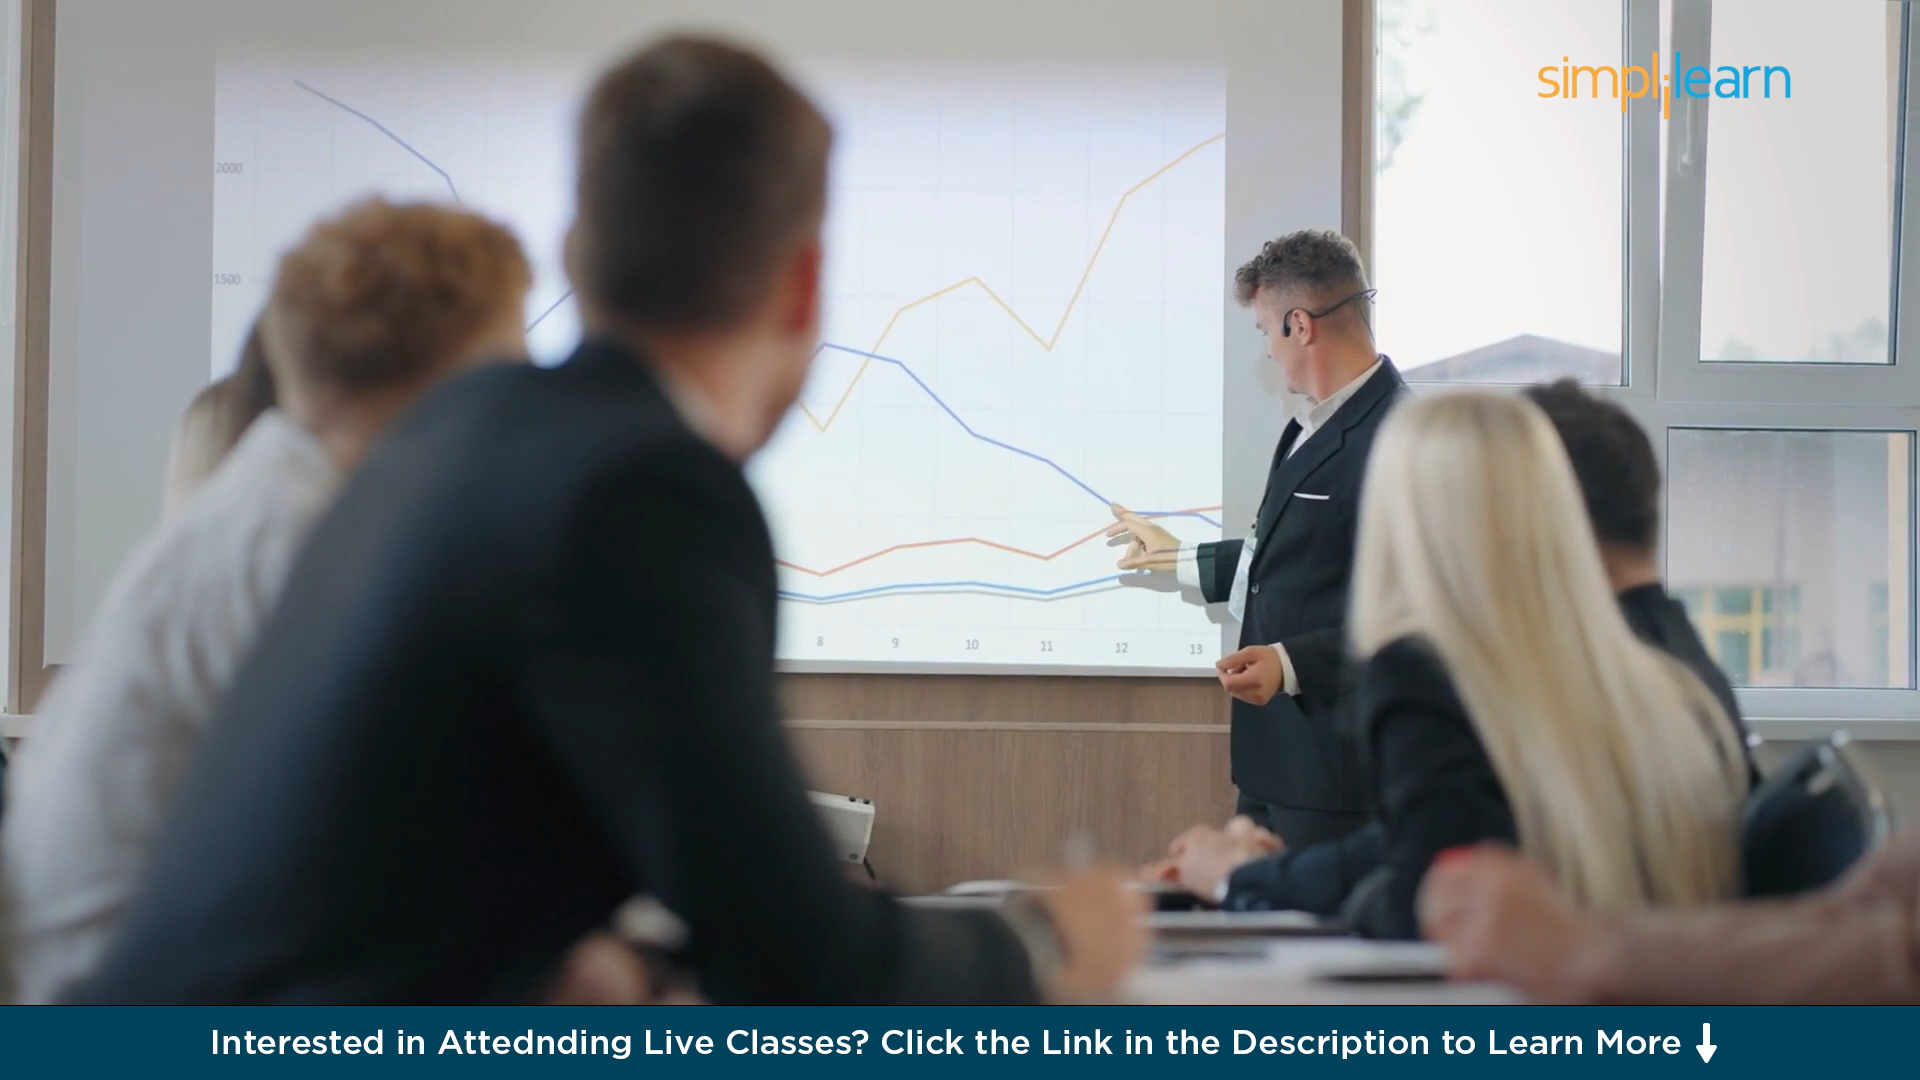 simplilearn
2000
1500
8 9 10 11 12 13
Interested in Attednding Live Classes? Click the Link in the Description to Learn More